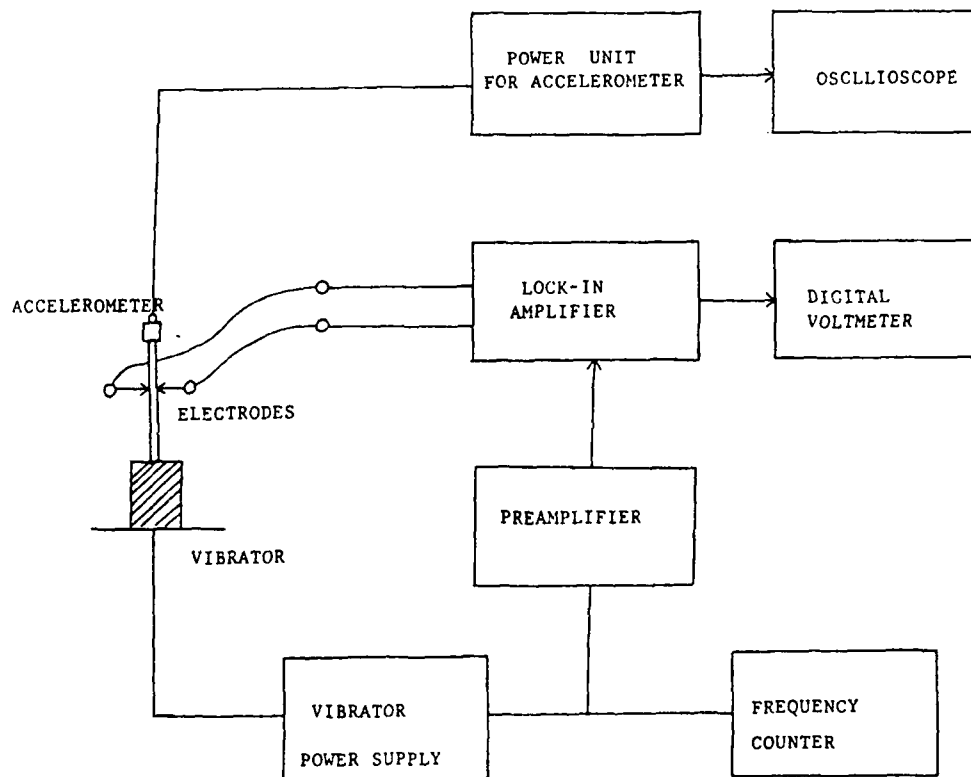 POWER UNIT
FOR ACCELEROMETER
OSCLLIOSCOPE
ACCELEROMETER
LOCK-IN
AMPLIFIER
DIGITAL
VOLTMETER
ELECTRODES
PREAMPLIFIER
VIBRATOR
VIBRATOR
POWER SUPPLY
FREQUENCY
COUNTER